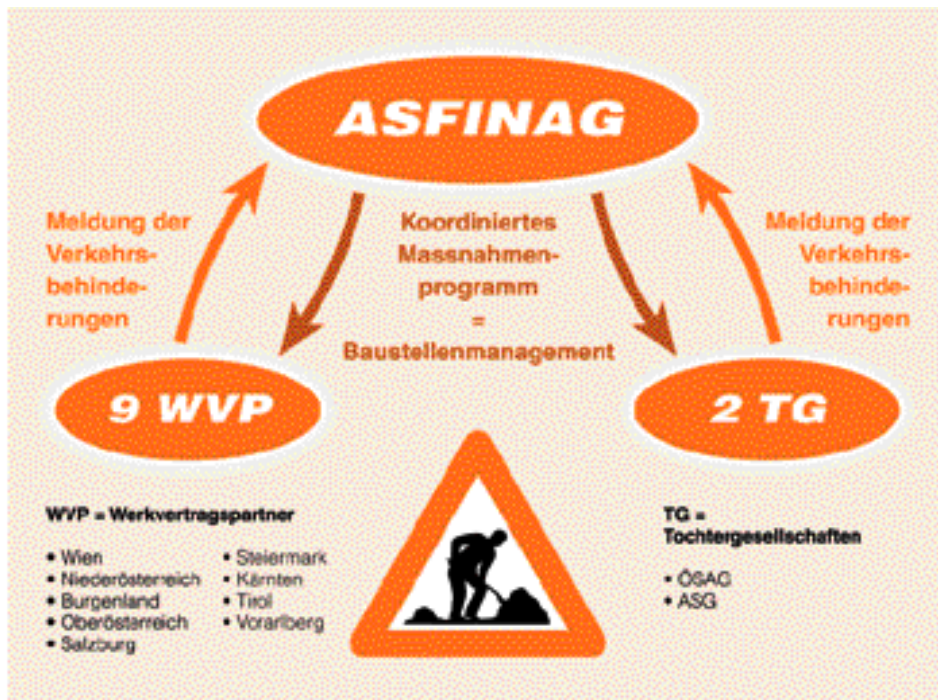 ASFINAG
Meldung der
Verkehrs-
behinde-
rungen
Koordiniertes
Massnahmen-
programm
=
Baustellenmanagement
Meldung der
Verkehrs-
behinde-
rungen
9 WVP
2 TG
WVP = Werkvertragspartner
• Wien
• Niederösterreich
• Burgenland
• Oberösterreich
• Salzburg
• Steiermark
• Kärnten
• Tirol
• Vorarlberg
TG =
Tochtergesellschaften
• ÖSAG
• ASG